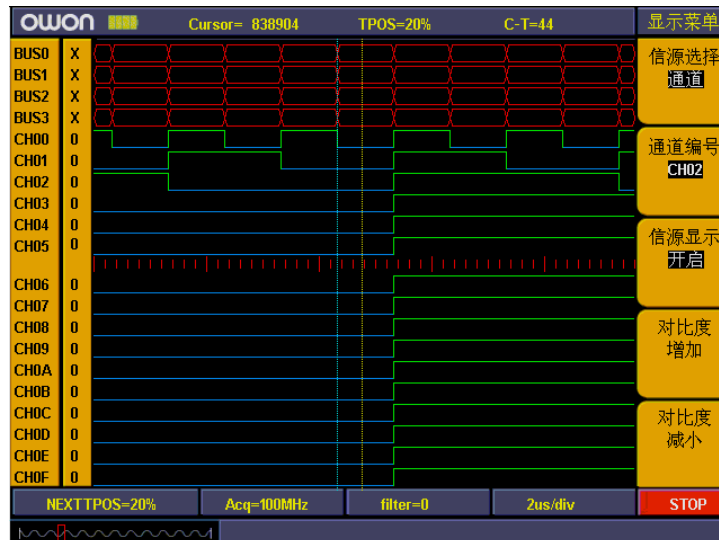 OWON Cursor= 838904 TPOS=20% C-T=44 显示菜单
BUS0 X
BUS1 X
BUS2 X
BUS3 X
CH00 0
CH01 0
CH02 0
CH03 0
CH04 0
CH05 0
CH06 0
CH07 0
CH08 0
CH09 0
CH0A 0
CH0B 0
CH0C 0
CH0D 0
CH0E 0
CH0F 0
信源选择
通道
通道编号
CH02
信源显示
开启
对比度
增加
对比度
减小
NEXTTPOS=20% Acq=100MHz filter=0 2us/div STOP